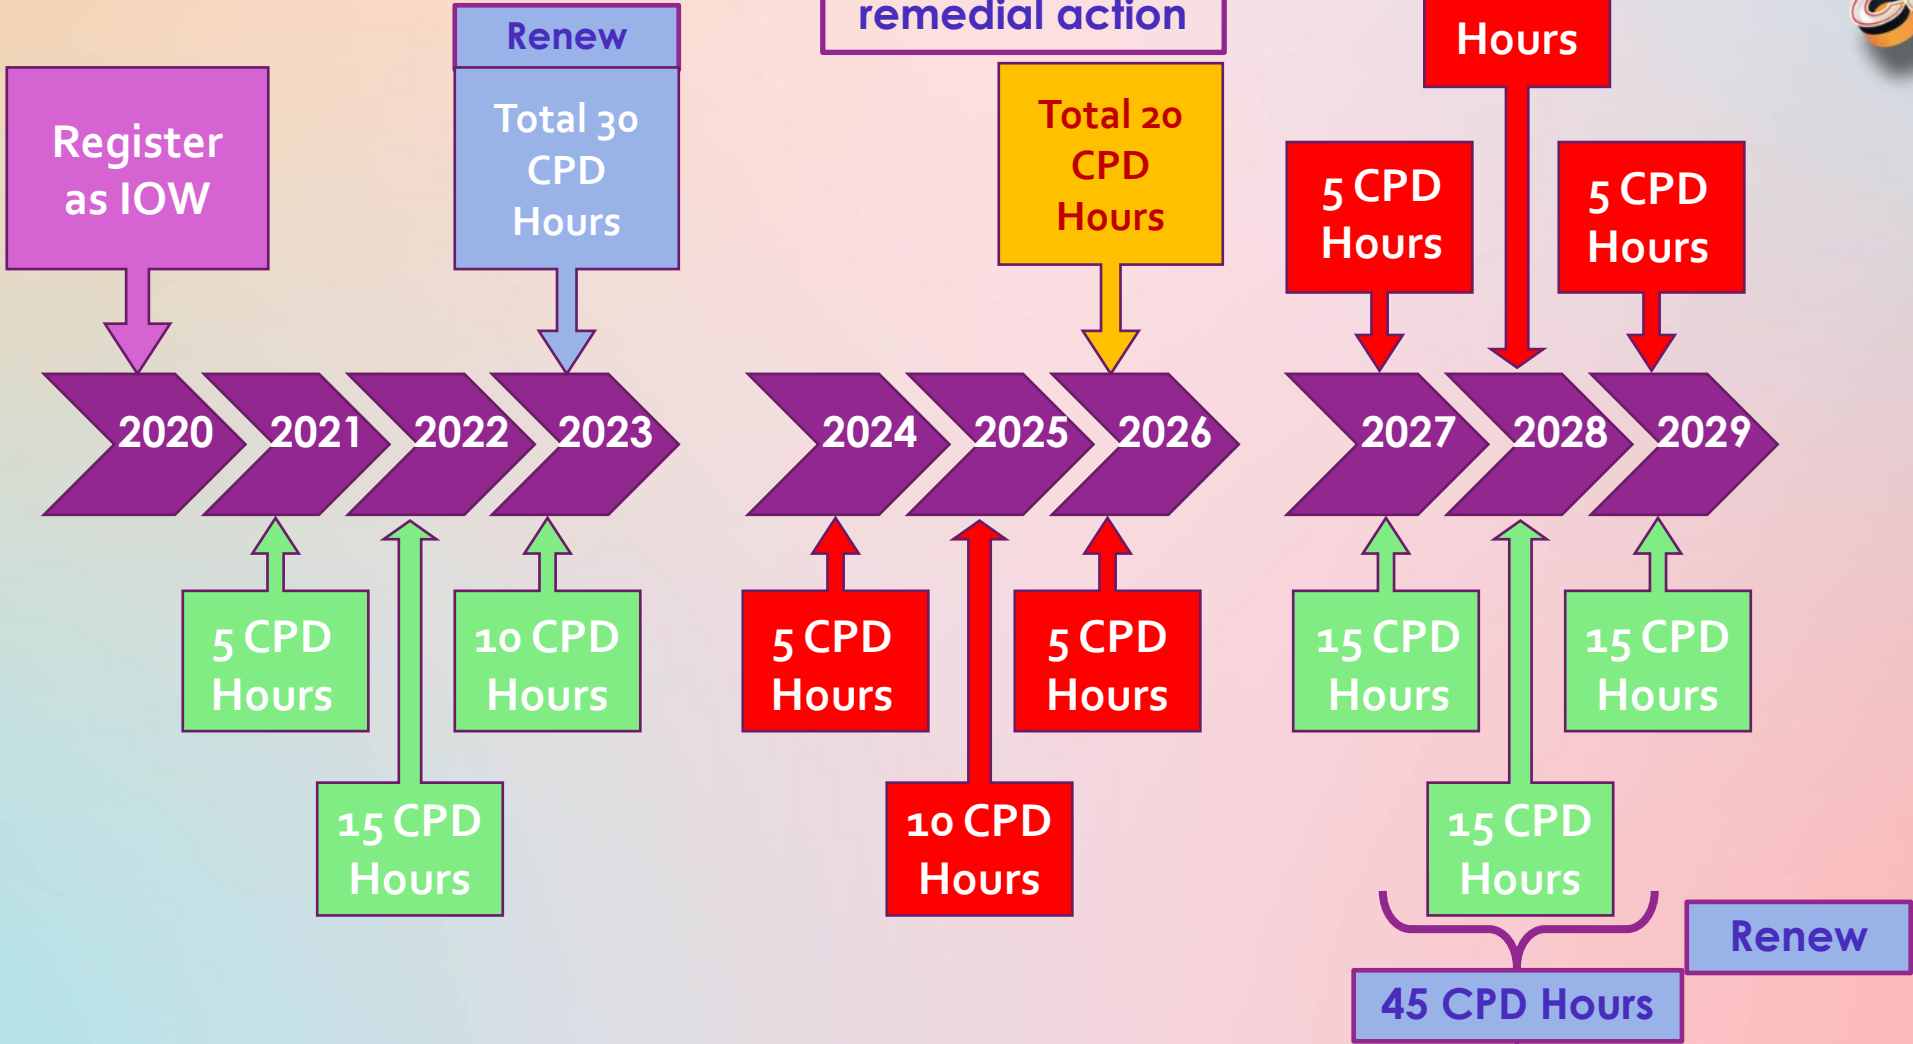 remedial action
Renew
Hours
Register
as IOW
Total 30
CPD
Hours
Total 20
CPD
Hours
5 CPD
Hours
5 CPD
Hours
2020
2021
2022
2023
2024
2025
2026
2027
2028
2029
5 CPD
Hours
10 CPD
Hours
5 CPD
Hours
5 CPD
Hours
15 CPD
Hours
15 CPD
Hours
15 CPD
Hours
10 CPD
Hours
15 CPD
Hours
Renew
45 CPD Hours